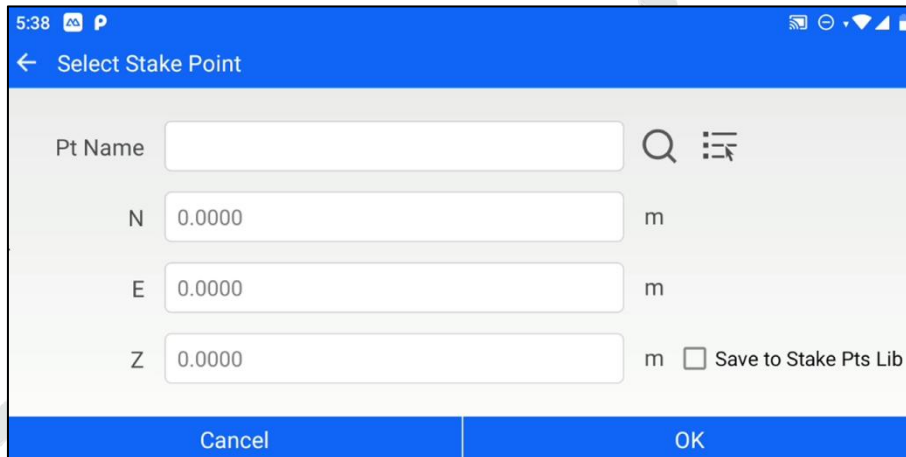 5:38 P
Select Stake Point
Pt Name
N 0.0000 m
E 0.0000 m
Z 0.0000 m Save to Stake Pts Lib
Cancel OK